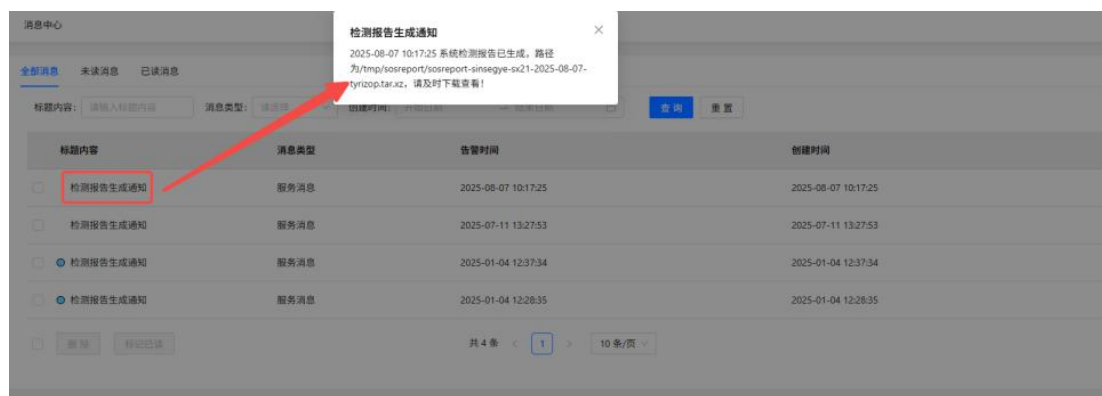 消息中心
检测报告生成通知
2025-08-07 10:17:25 系统检测报告已生成，路径
为/tmp/sosreport/sosreport-sinsegye-sx21-2025-08-07-
tyrizop.tar.xz，请及时下载查看！
全部消息 未读消息 已读消息
标题内容： 请输入标题内容 消息类型： 请选择 创建时间： 开始日期 结束日期 查 询 重 置
标题内容 消息类型 告警时间 创建时间
检测报告生成通知 服务消息 2025-08-07 10:17:25 2025-08-07 10:17:25
检测报告生成通知 服务消息 2025-07-11 13:27:53 2025-07-11 13:27:53
检测报告生成通知 服务消息 2025-01-04 12:37:34 2025-01-04 12:37:34
检测报告生成通知 服务消息 2025-01-04 12:28:35 2025-01-04 12:28:35
删 除 标记已读 共 4 条 < 1 > 10 条/页